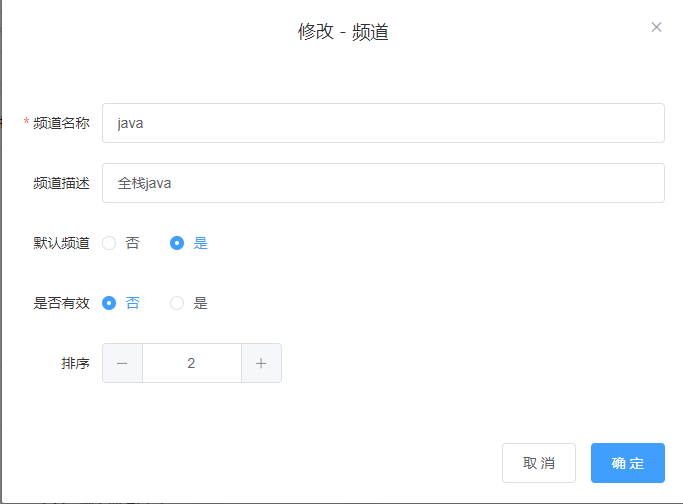 修改 - 频道
* 频道名称 java
频道描述 全栈java
默认频道 否 是
是否有效 否 是
排序 2
取 消 确 定